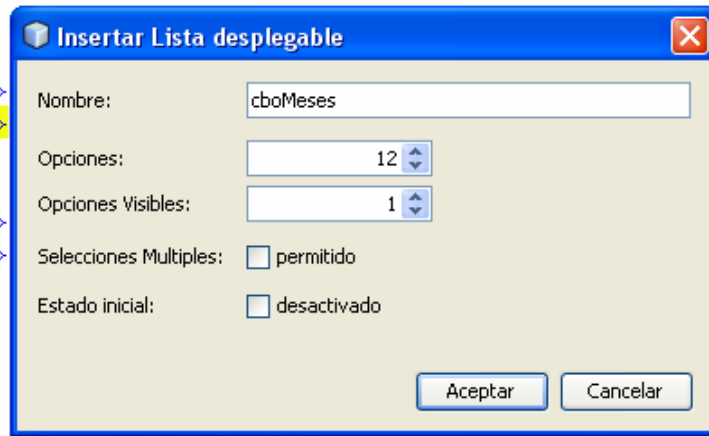 Insertar Lista desplegable
Nombre: cboMeses
Opciones: 12
Opciones Visibles: 1
Selecciones Multiples: permitido
Estado inicial: desactivado
Aceptar Cancelar